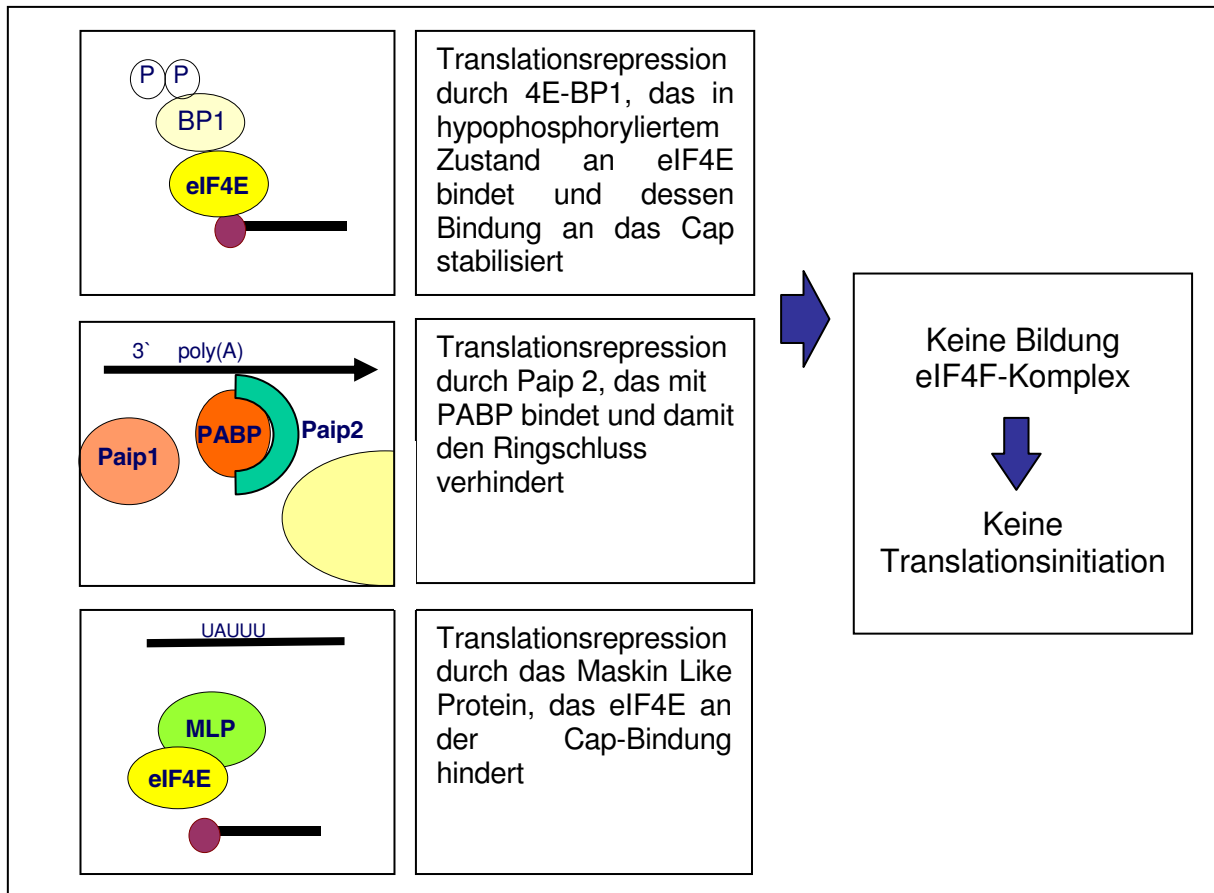 P P
BP1
eIF4E
Translationsrepression
durch 4E-BP1, das in
hypophosphoryliertem
Zustand an eIF4E
bindet und dessen
Bindung an das Cap
stabilisiert
3` poly(A)
PABP
Paip2
Paip1
Translationsrepression
durch Paip 2, das mit
PABP bindet und damit
den Ringschluss
verhindert
UAUUU
MLP
eIF4E
Translationsrepression
durch das Maskin Like
Protein, das eIF4E an
der Cap-Bindung
hindert
Keine Bildung
eIF4F-Komplex
Keine
Translationsinitiation